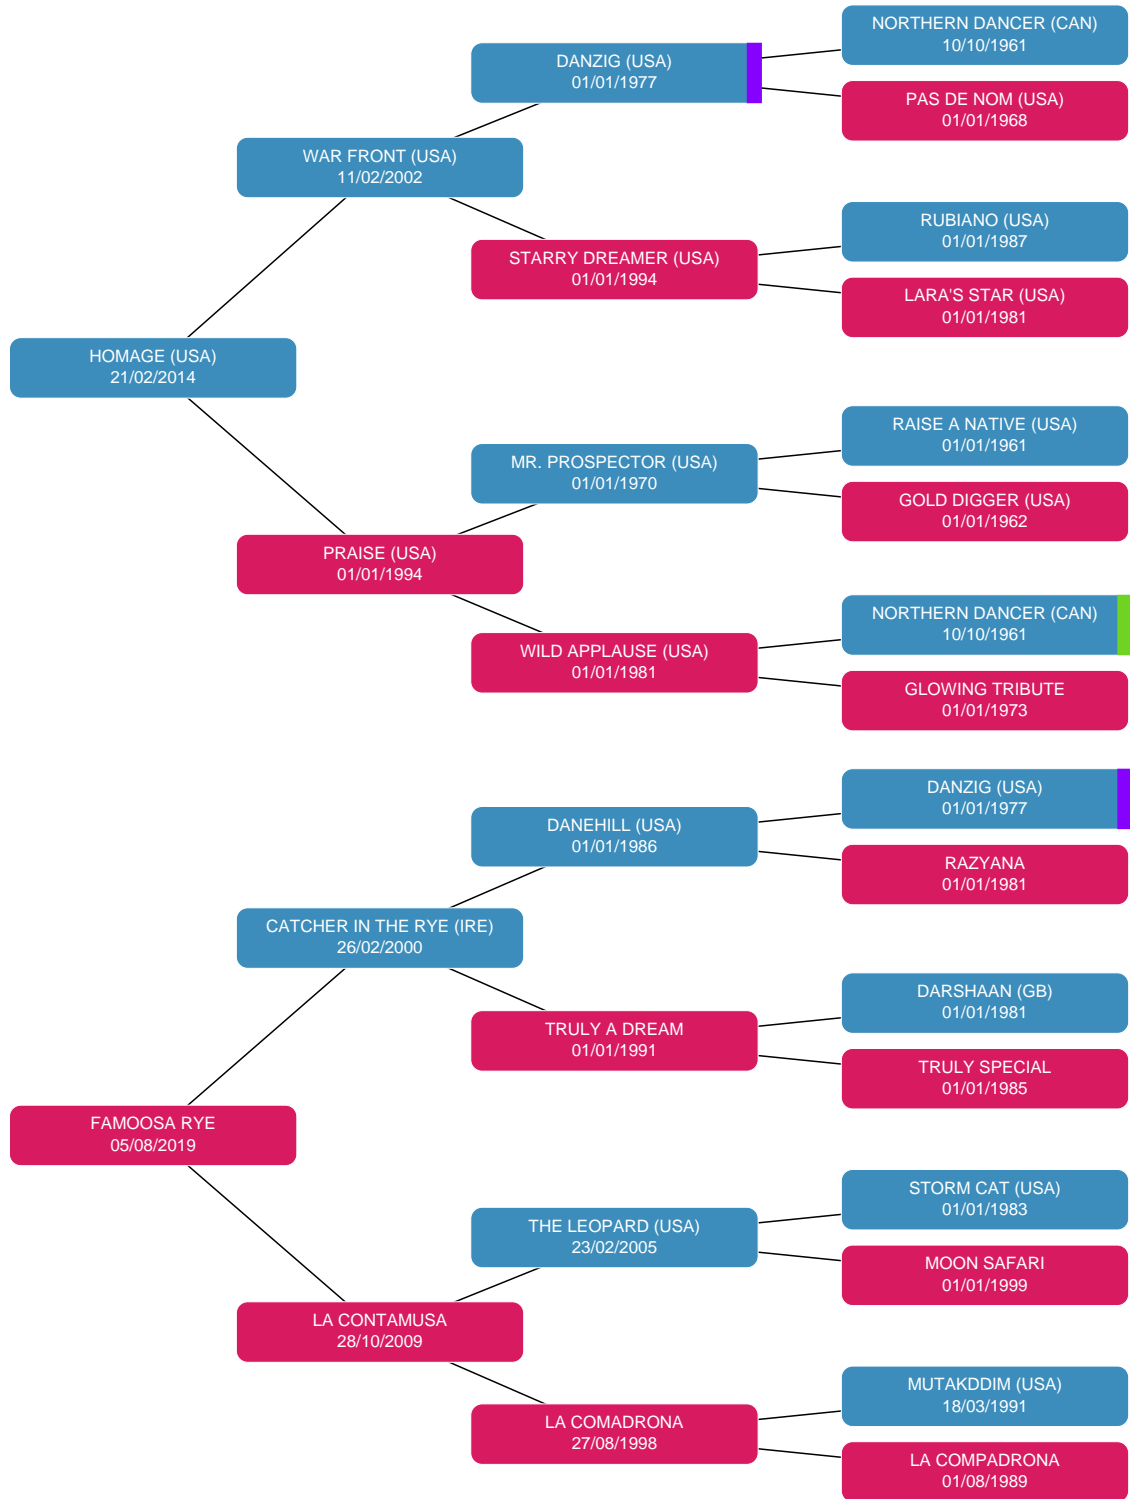 NORTHERN DANCER (CAN)
10/10/1961
DANZIG (USA)
01/01/1977
PAS DE NOM (USA)
01/01/1968
WAR FRONT (USA)
11/02/2002
RUBIANO (USA)
01/01/1987
STARRY DREAMER (USA)
01/01/1994
LARA'S STAR (USA)
01/01/1981
HOMAGE (USA)
21/02/2014
RAISE A NATIVE (USA)
01/01/1961
MR. PROSPECTOR (USA)
01/01/1970
GOLD DIGGER (USA)
01/01/1962
PRAISE (USA)
01/01/1994
NORTHERN DANCER (CAN)
10/10/1961
WILD APPLAUSE (USA)
01/01/1981
GLOWING TRIBUTE
01/01/1973
DANZIG (USA)
01/01/1977
DANEHILL (USA)
01/01/1986
RAZYANA
01/01/1981
CATCHER IN THE RYE (IRE)
26/02/2000
DARSHAAN (GB)
01/01/1981
TRULY A DREAM
01/01/1991
TRULY SPECIAL
01/01/1985
FAMOOSA RYE
05/08/2019
STORM CAT (USA)
01/01/1983
THE LEOPARD (USA)
23/02/2005
MOON SAFARI
01/01/1999
LA CONTAMUSA
28/10/2009
MUTAKDDIM (USA)
18/03/1991
LA COMADRONA
27/08/1998
LA COMPADRONA
01/08/1989